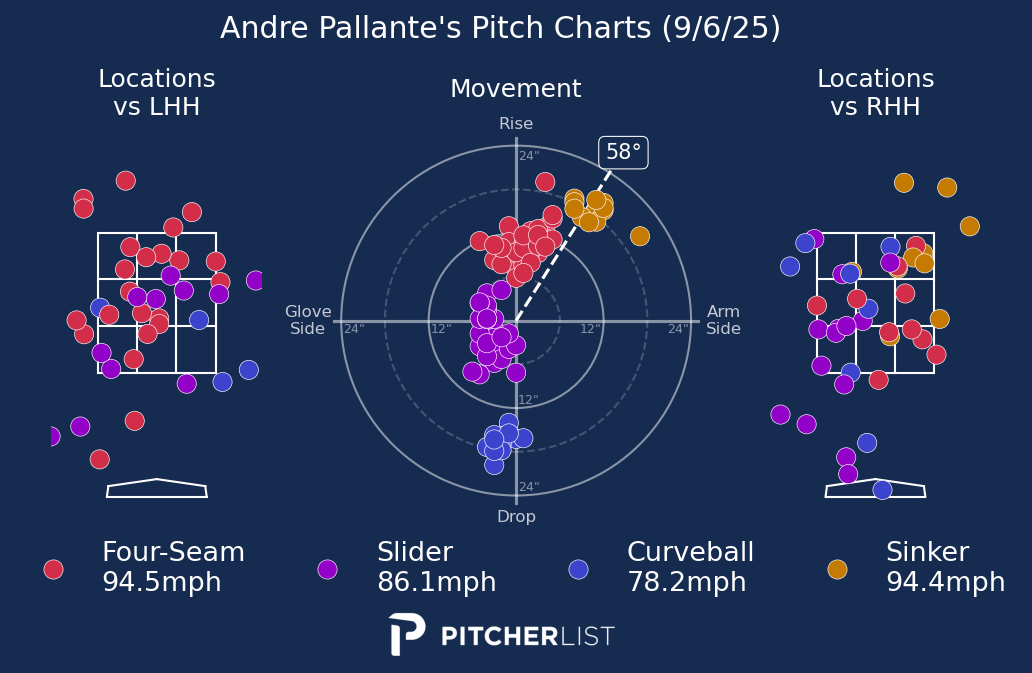 Andre Pallante's Pitch Charts (9/6/25)
Locations
vs LHH
Movement
Locations
vs RHH
Rise
58°
24"
Glove
Side
24"
12"
12"
24"
Arm
Side
12"
24"
Drop
Four-Seam
94.5mph
Slider
86.1mph
Curveball
78.2mph
Sinker
94.4mph
PITCHERLIST